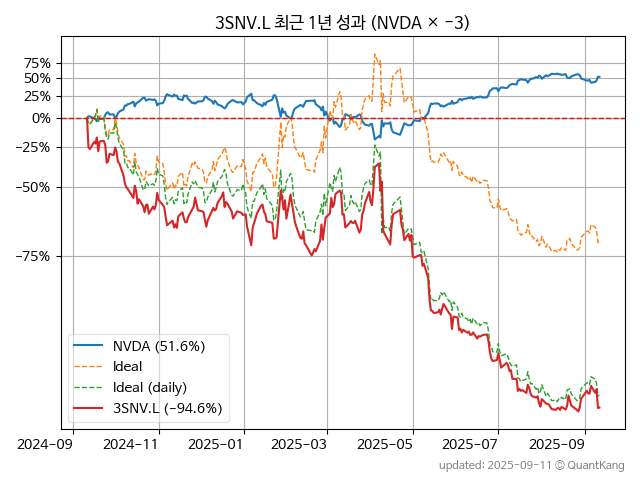 3SNV.L 최근 1년 성과 (NVDA × −3)
75%
50%
25%
0%
−25%
−50%
−75%
NVDA (51.6%)
Ideal
Ideal (daily)
3SNV.L (−94.6%)
2024−09
2024−11
2025−01
2025−03
2025−05
2025−07
2025−09
updated: 2025−09−11 © QuantKang